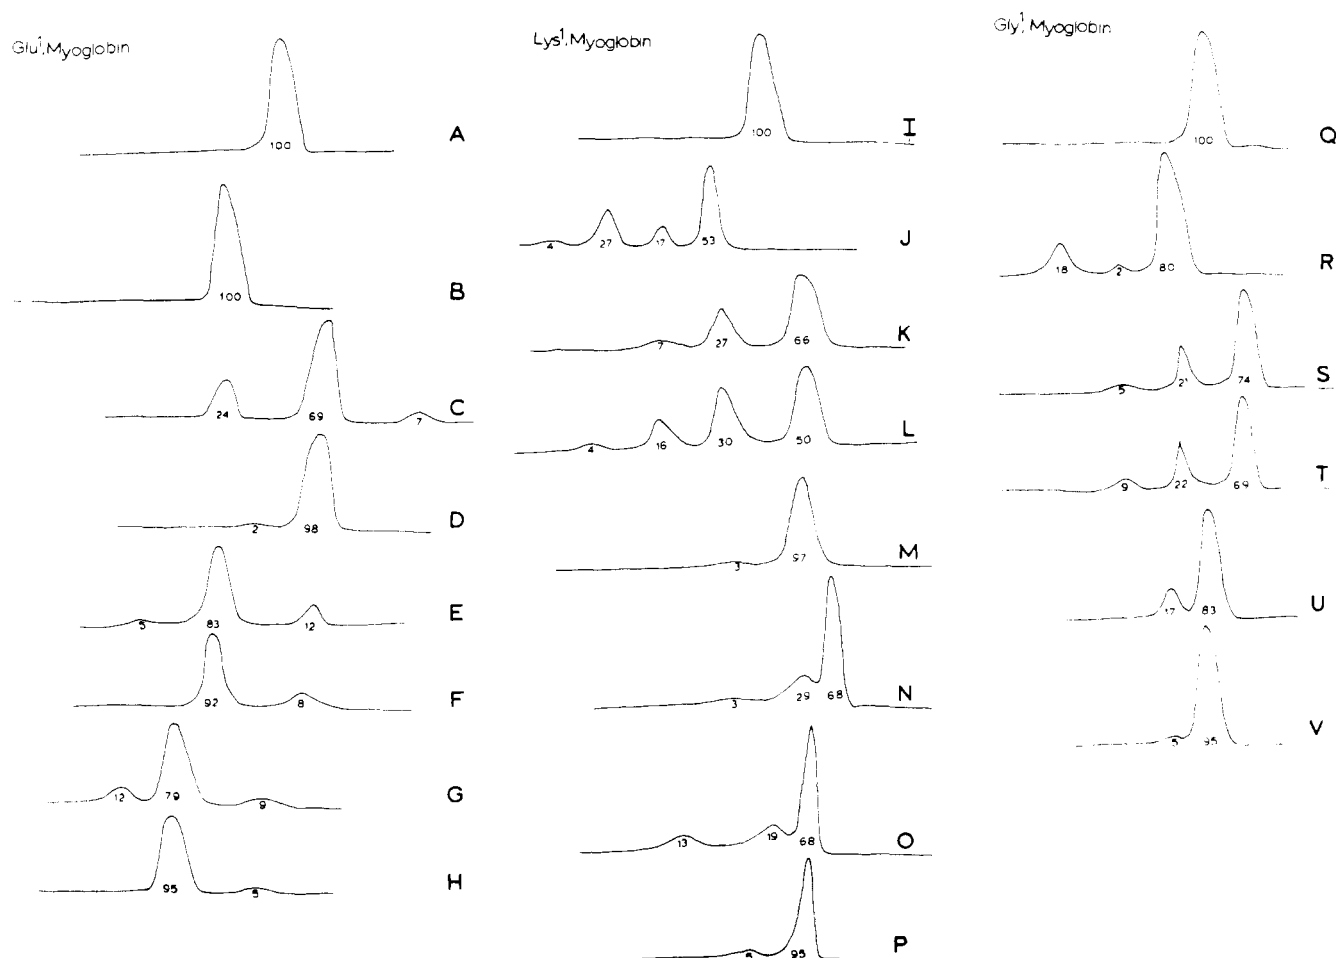 Glu¹, Myoglobin
100
A
100
B
24 69 7
C
2 98
D
5 83 12
E
92 8
F
12 79 9
G
95 5
H
Lys¹, Myoglobin
100
I
4 27 17 53
J
7 27 66
K
4 16 30 50
L
3 97
M
3 29 68
N
13 19 68
O
5 95
P
Gly¹, Myoglobin
100
Q
18 2 80
R
5 21 74
S
9 22 69
T
17 83
U
5 95
V